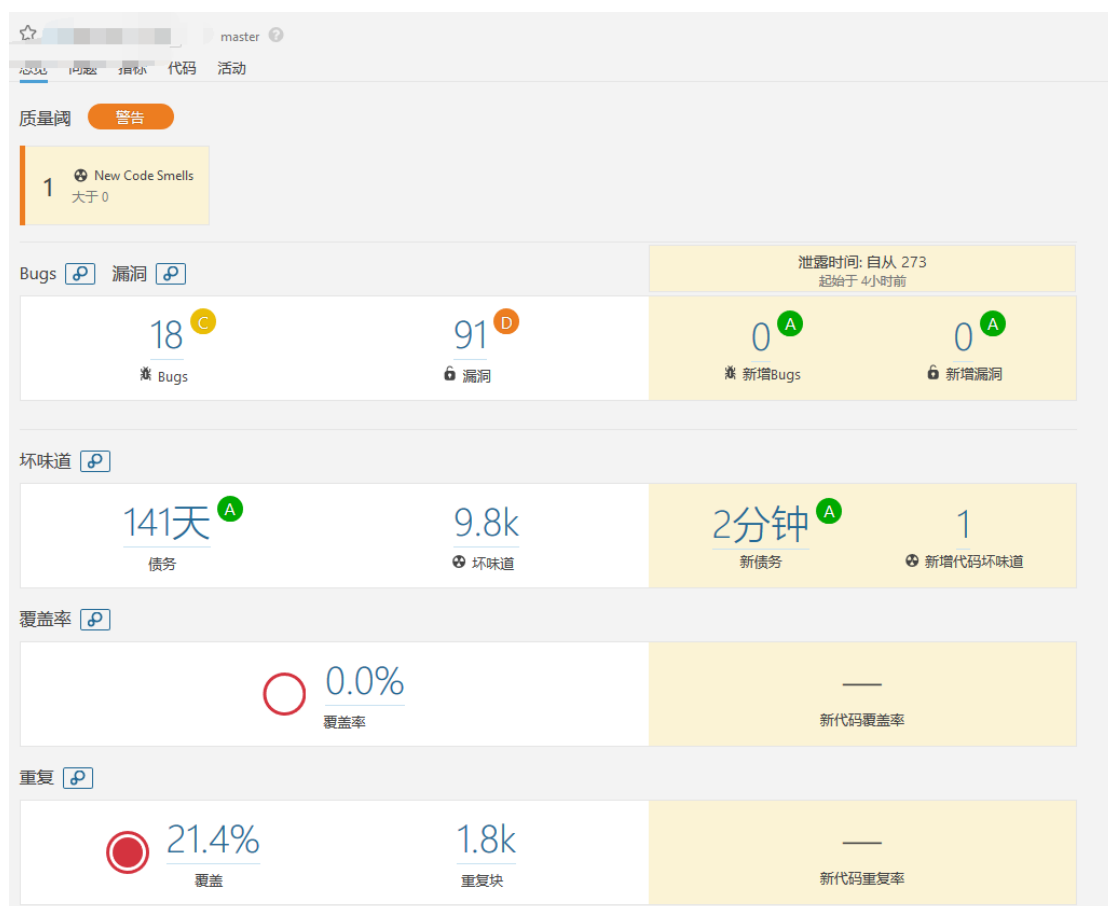 master
代码 活动
质量阈 警告
1 New Code Smells
大于 0
Bugs 漏洞
泄露时间: 自从 273
起始于 4小时前
18 C 91 D 0 A 0 A
Bugs 漏洞 新增Bugs 新增漏洞
坏味道
141天 A 9.8k 2分钟 A 1
债务 坏味道 新债务 新增代码坏味道
覆盖率
0.0% —
覆盖率 新代码覆盖率
重复
21.4% 1.8k —
覆盖 重复块 新代码重复率